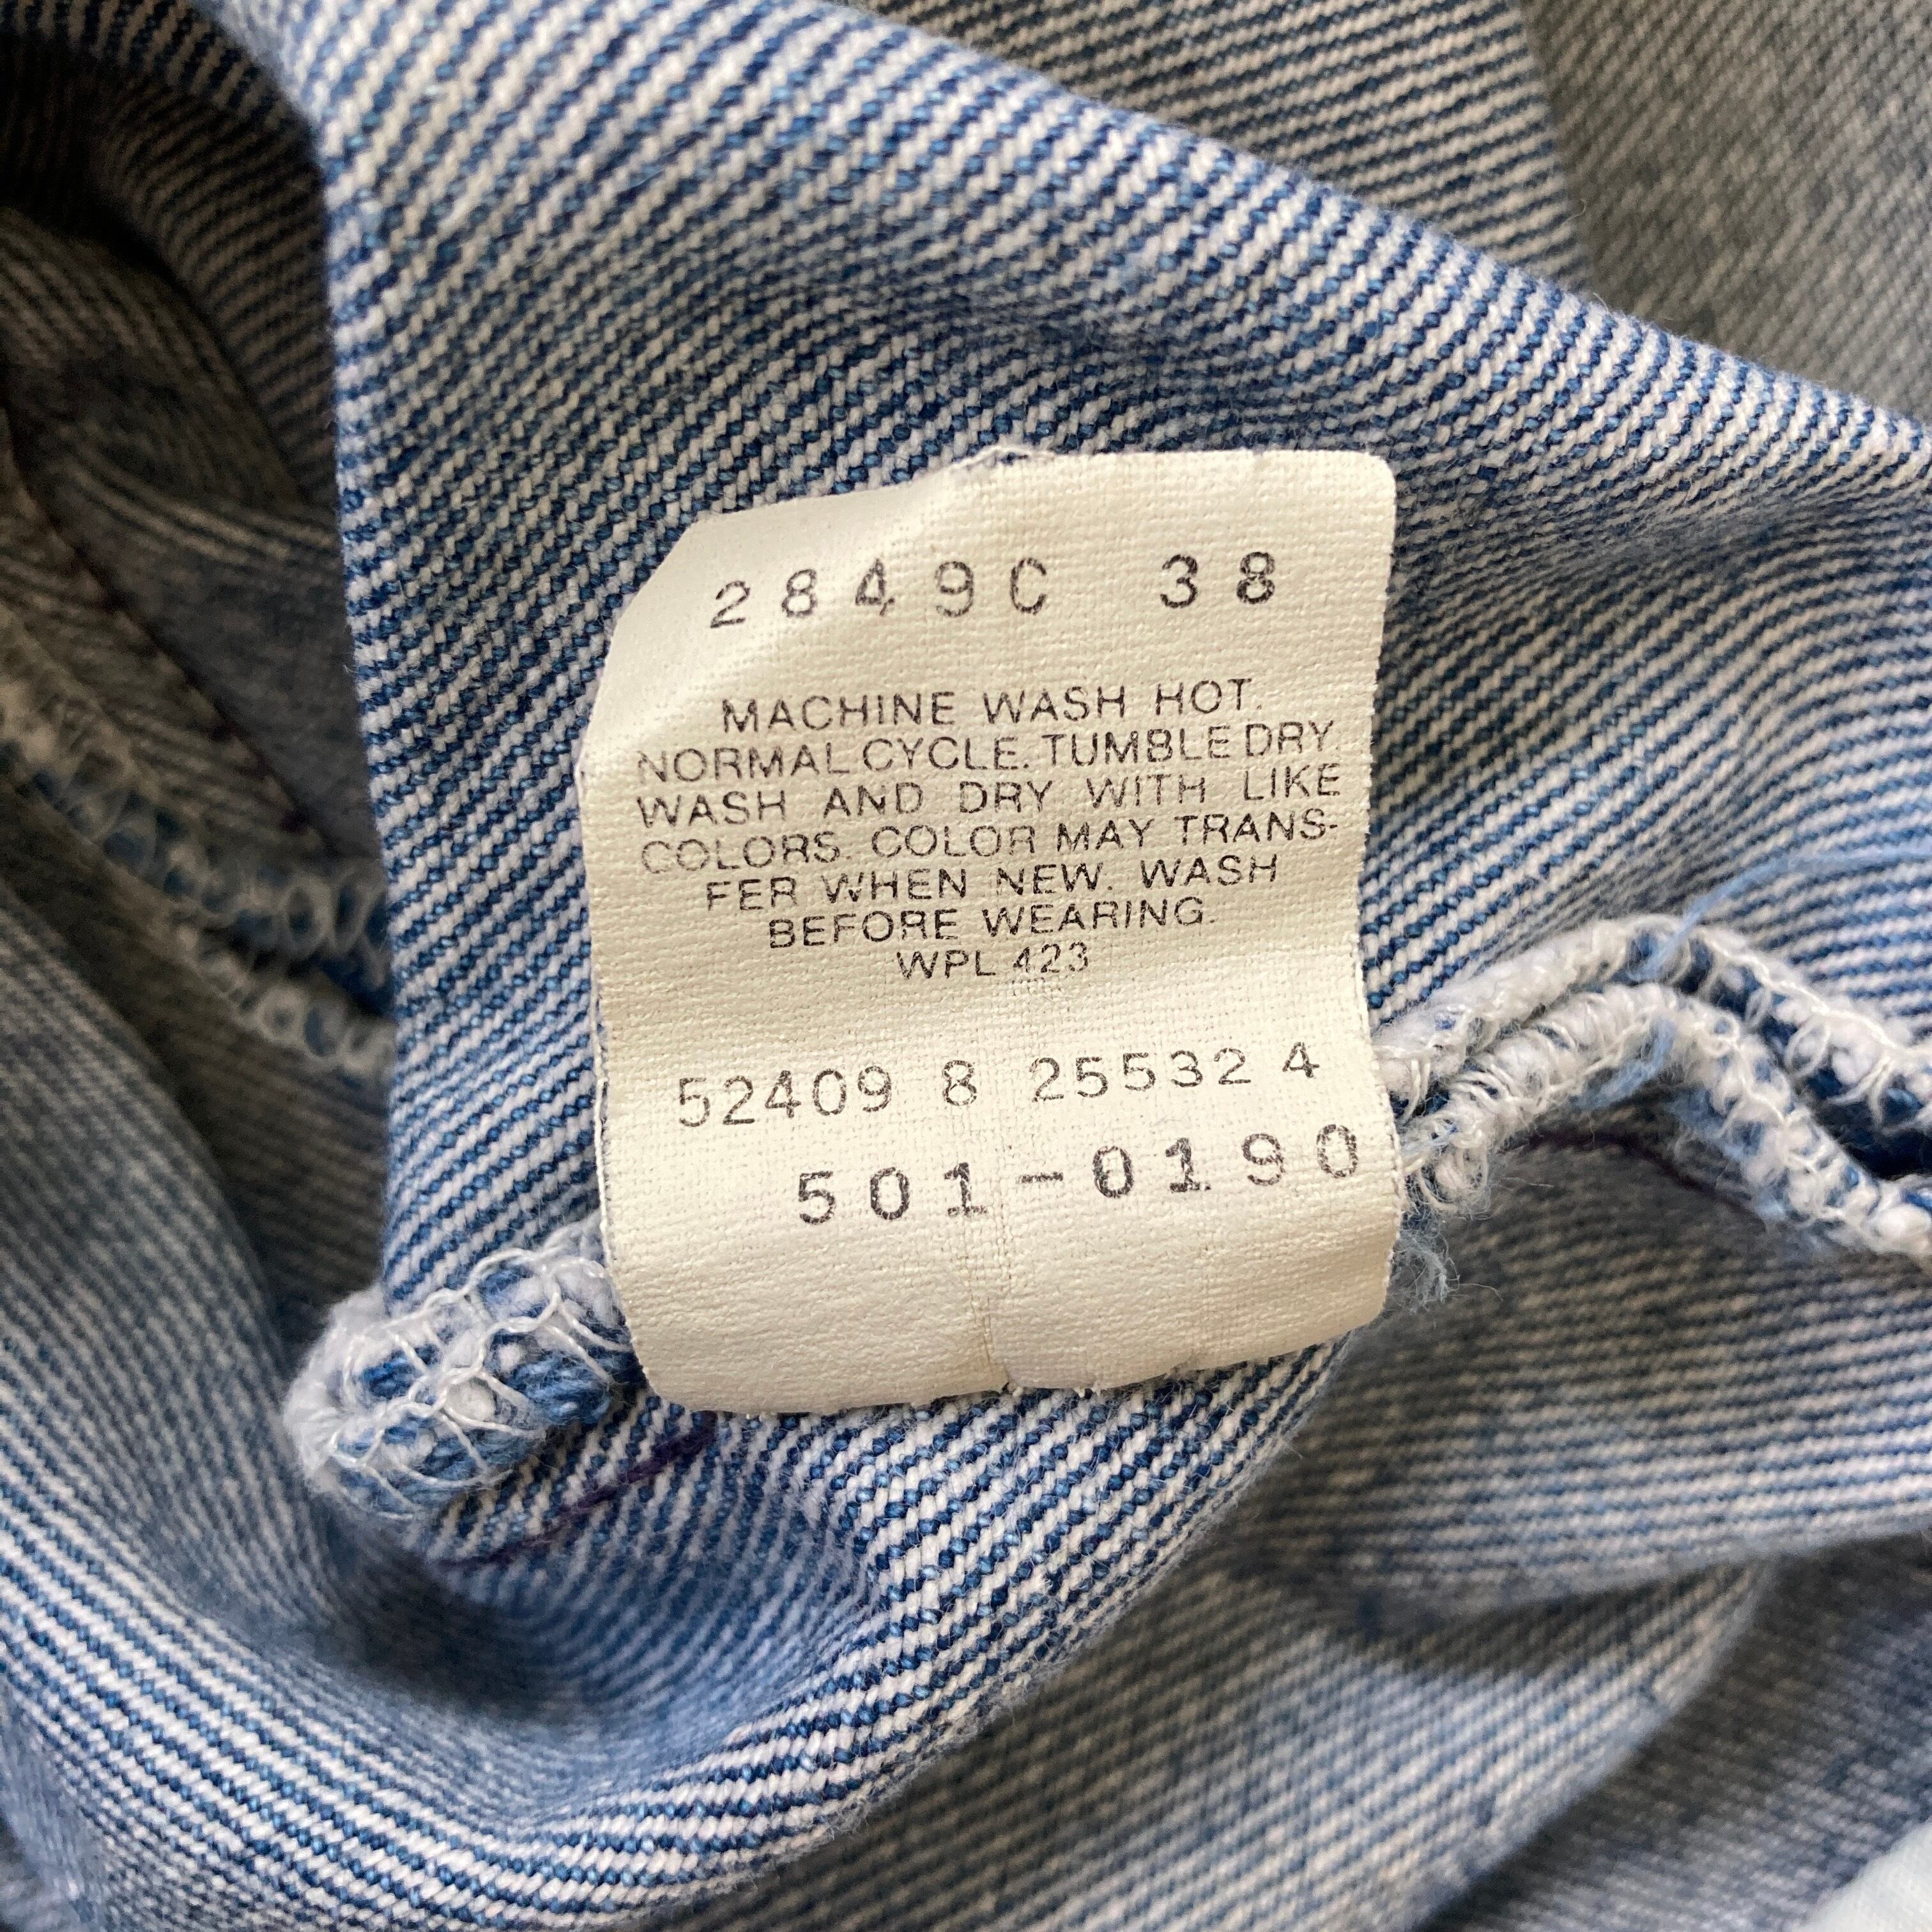 2849C 38
MACHINE WASH HOT.
NORMAL CYCLE. TUMBLE DRY.
WASH AND DRY WITH LIKE
COLORS. COLOR MAY TRANS-
FER WHEN NEW. WASH
BEFORE WEARING.
WPL 423
52409 8 25532 4
501-0190